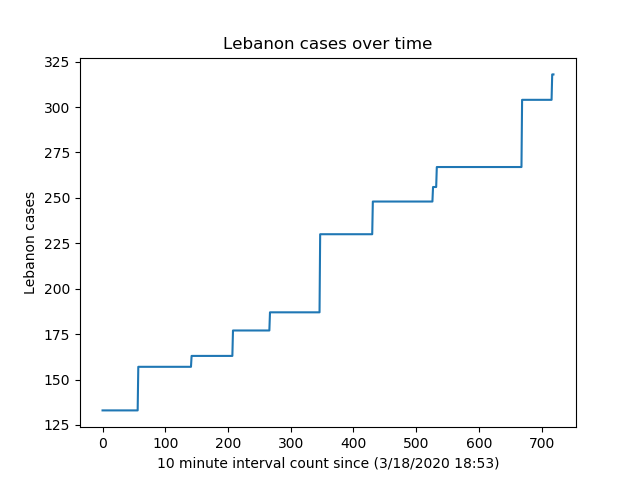 Lebanon cases over time
325
300
275
250
225
200
175
150
125
Lebanon cases
0 100 200 300 400 500 600 700
10 minute interval count since (3/18/2020 18:53)